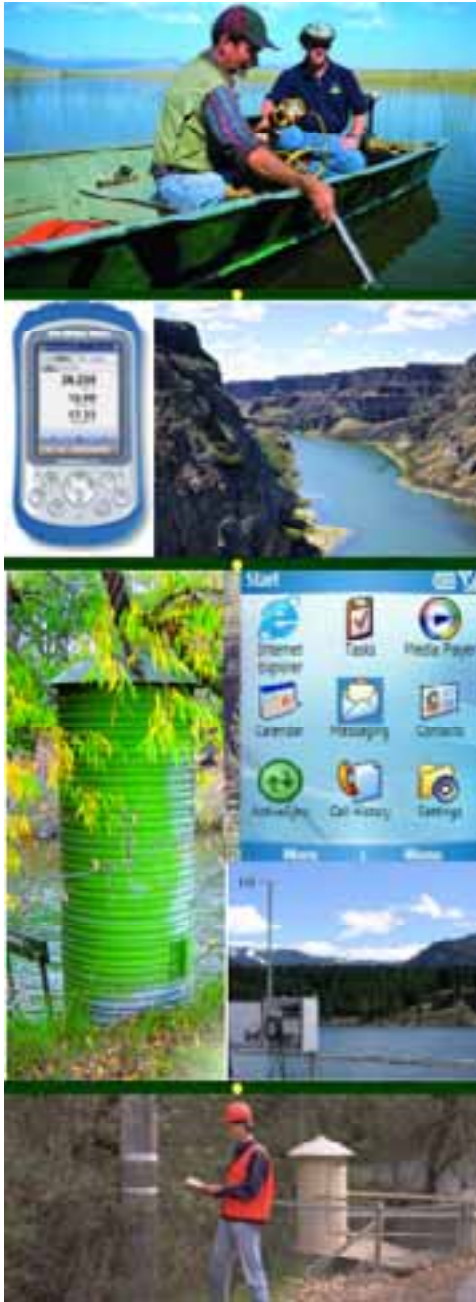 Start
Internet
Explorer
Tasks
Media Player
Calendar
Messaging
Contacts
ActiveSync
Call History
Settings
More
Menu